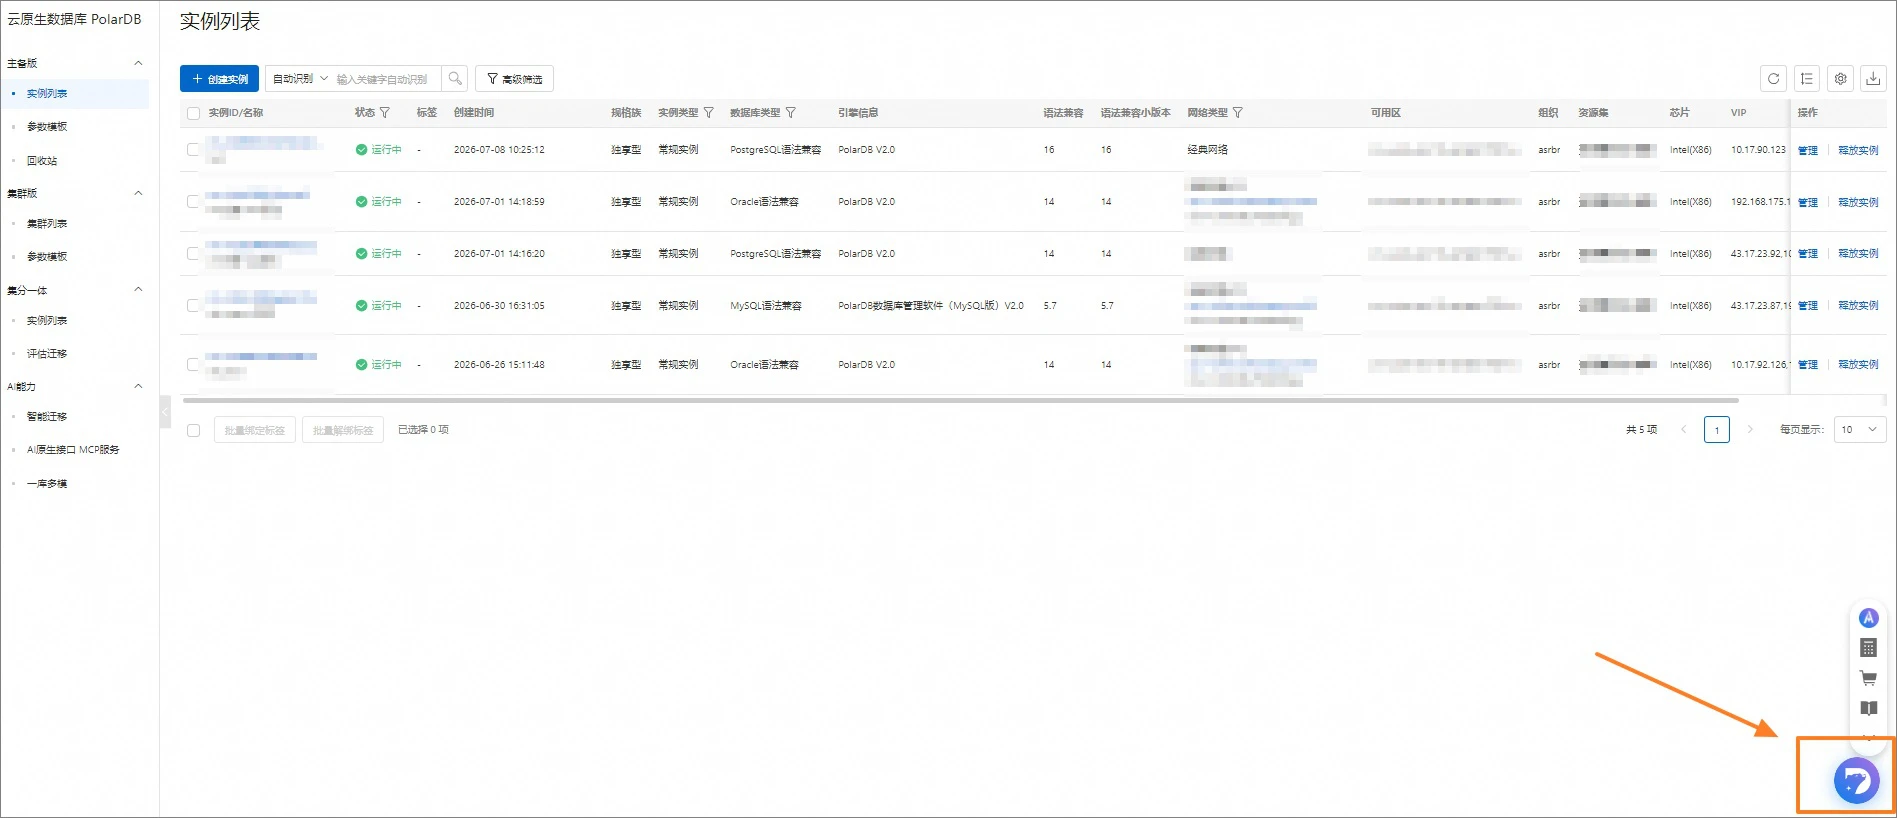 云原生数据库 PolarDB
主备版
实例列表
参数模板
回收站
集群版
集群列表
参数模板
集分一体
实例列表
评估迁移
AI能力
智能迁移
AI原生接口 MCP服务
一库多模
实例列表
创建实例 自动识别 输入关键字自动识别 高级筛选
实例ID/名称 状态 标签 创建时间 规格族 实例类型 数据库类型 引擎信息 语法兼容 语法兼容小版本 网络类型 可用区 组织 资源集 芯片 VIP 操作
运行中 - 2026-07-08 10:25:12 独享型 常规实例 PostgreSQL语法兼容 PolarDB V2.0 16 16 经典网络 asrbr Intel(X86) 10.17.90.123 管理 释放实例
运行中 - 2026-07-01 14:18:59 独享型 常规实例 Oracle语法兼容 PolarDB V2.0 14 14 asrbr Intel(X86) 192.168.175.1 管理 释放实例
运行中 - 2026-07-01 14:16:20 独享型 常规实例 PostgreSQL语法兼容 PolarDB V2.0 14 14 asrbr Intel(X86) 43.17.23.92,10 管理 释放实例
运行中 - 2026-06-30 16:31:05 独享型 常规实例 MySQL语法兼容 PolarDB数据库管理软件（MySQL版）V2.0 5.7 5.7 asrbr Intel(X86) 43.17.23.87,19 管理 释放实例
运行中 - 2026-06-26 15:11:48 独享型 常规实例 Oracle语法兼容 PolarDB V2.0 14 14 asrbr Intel(X86) 10.17.92.126,1 管理 释放实例
批量绑定标签 批量解绑标签 已选择 0 项 共 5 项 1 每页显示: 10